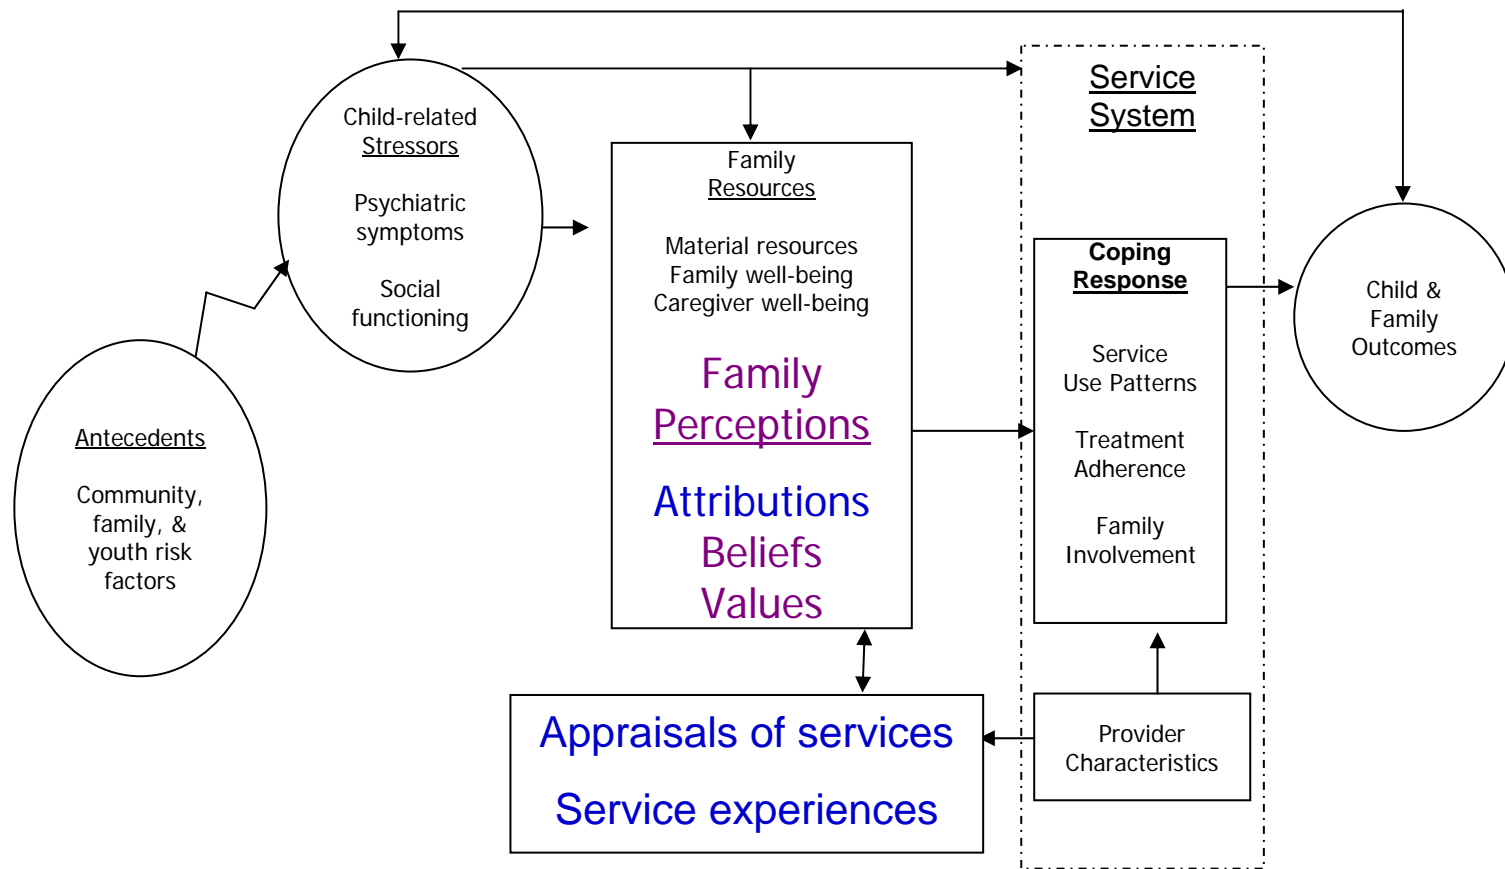 Antecedents
Community,
family, &
youth risk
factors
Child-related
Stressors
Psychiatric
symptoms
Social
functioning
Family
Resources
Material resources
Family well-being
Caregiver well-being
Family
Perceptions
Attributions
Beliefs
Values
Appraisals of services
Service experiences
Service
System
Coping
Response
Service
Use Patterns
Treatment
Adherence
Family
Involvement
Provider
Characteristics
Child &
Family
Outcomes